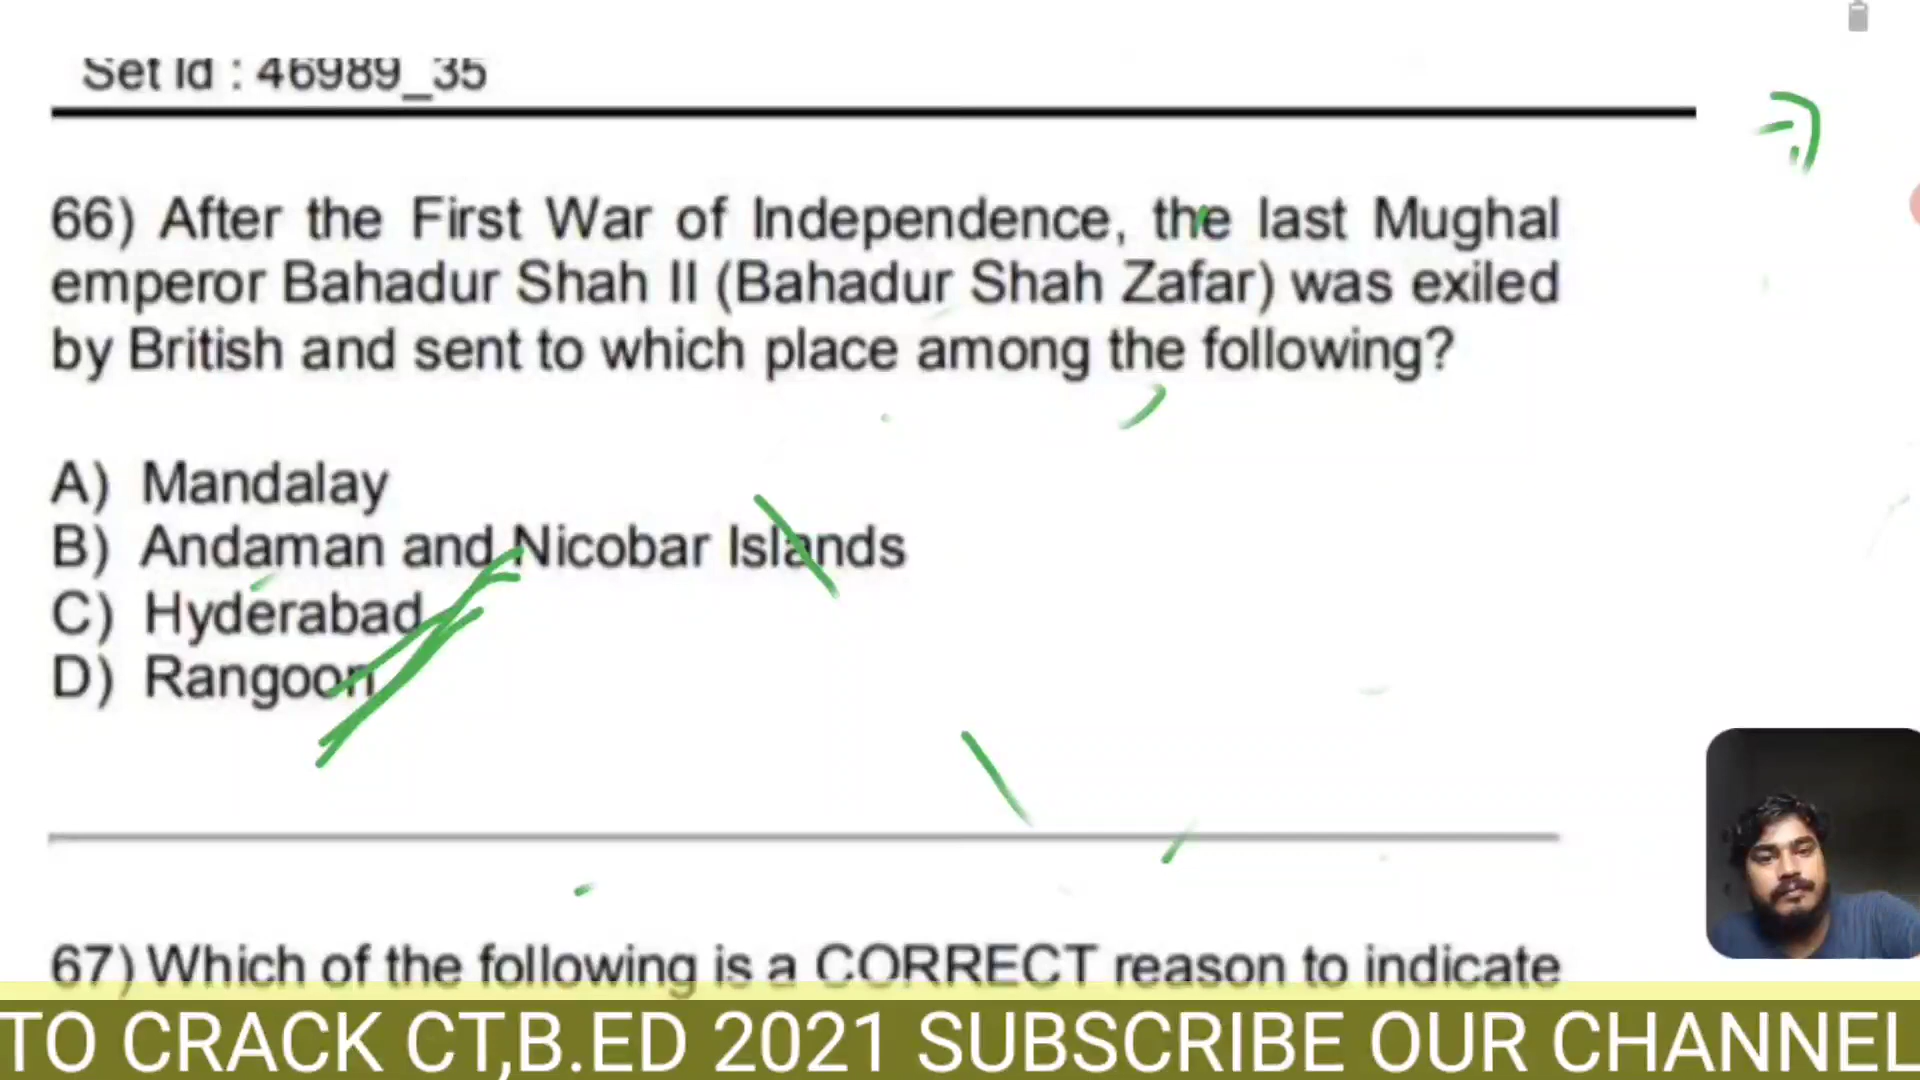 Set Id : 46989_35
66) After the First War of Independence, the last Mughal
emperor Bahadur Shah II (Bahadur Shah Zafar) was exiled
by British and sent to which place among the following?
A) Mandalay
B) Andaman and Nicobar Islands
C) Hyderabad
D) Rangoon
67) Which of the following is a CORRECT reason to indicate
TO CRACK CT,B.ED 2021 SUBSCRIBE OUR CHANNEL